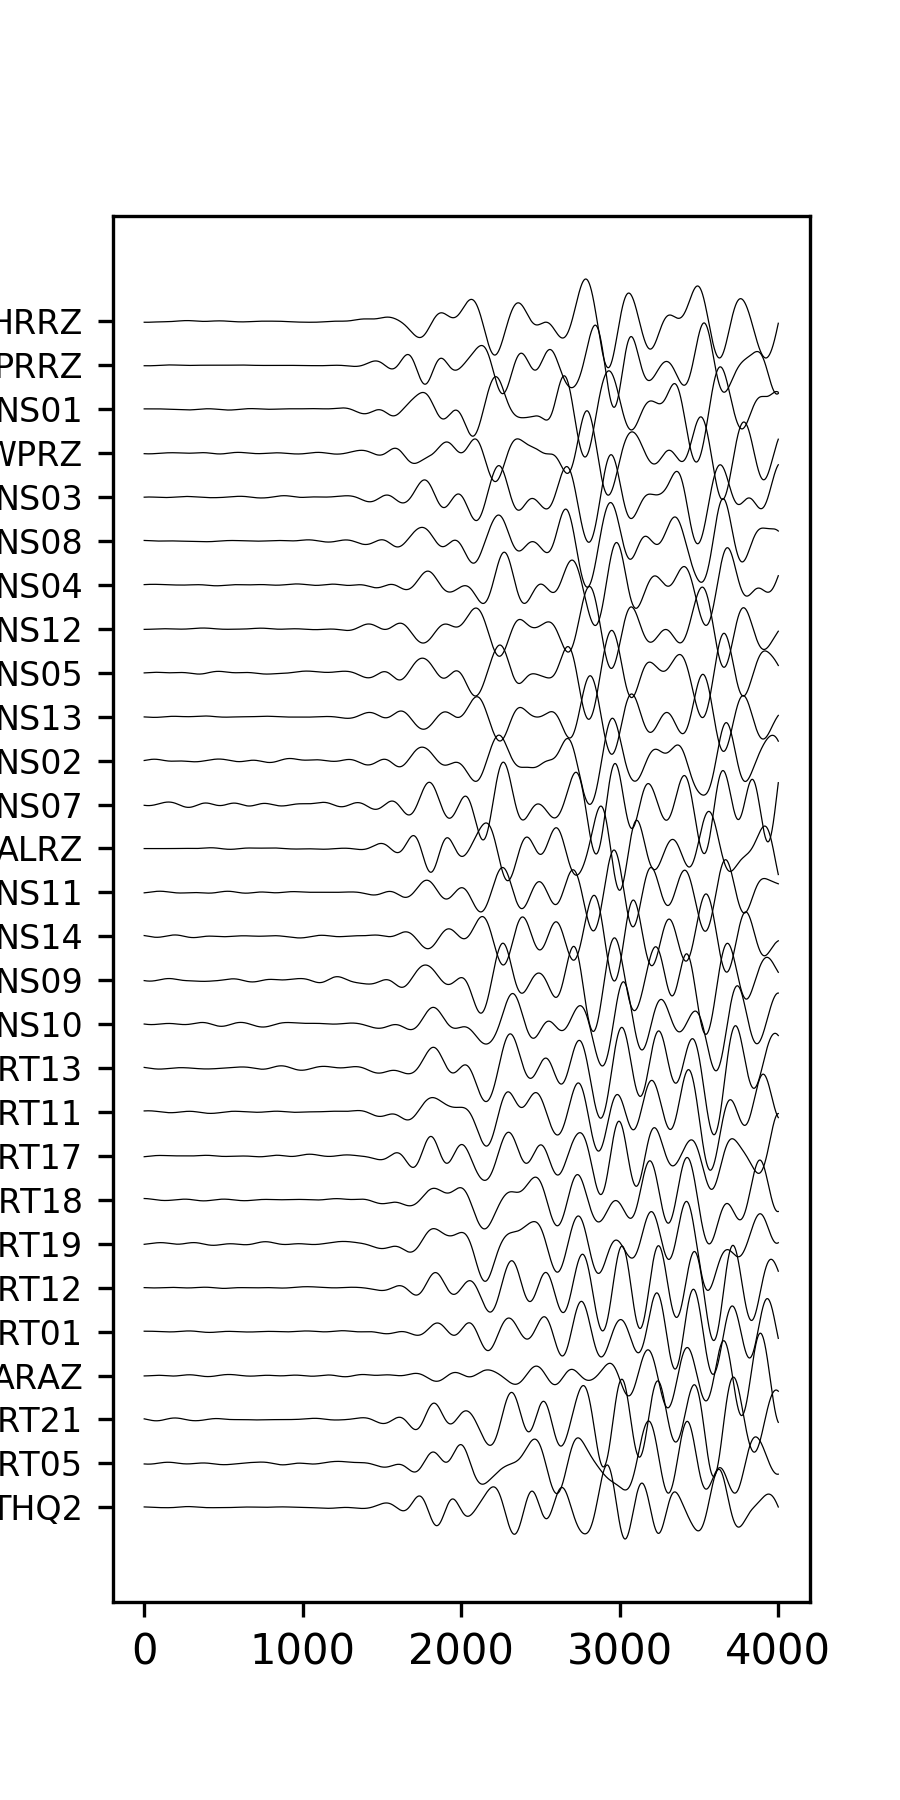 HRRZ
PRRZ
NS01
WPRZ
NS03
NS08
NS04
NS12
NS05
NS13
NS02
NS07
ALRZ
NS11
NS14
NS09
NS10
RT13
RT11
RT17
RT18
RT19
RT12
RT01
ARAZ
RT21
RT05
THQ2
0 1000 2000 3000 4000